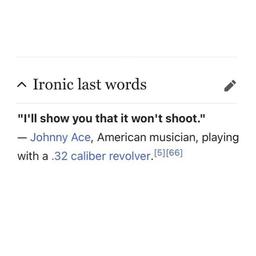 Ironic last words
"I'll show you that it won't shoot."
— Johnny Ace, American musician, playing
with a .32 caliber revolver.[5][66]